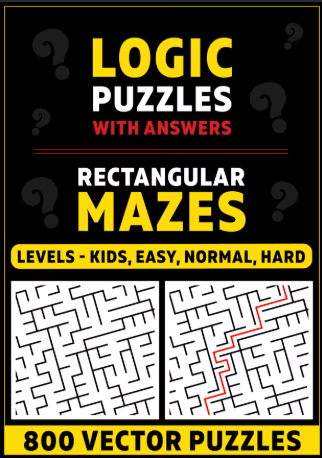 LOGIC
PUZZLES
WITH ANSWERS
RECTANGULAR
MAZES
LEVELS - KIDS, EASY, NORMAL, HARD
800 VECTOR PUZZLES